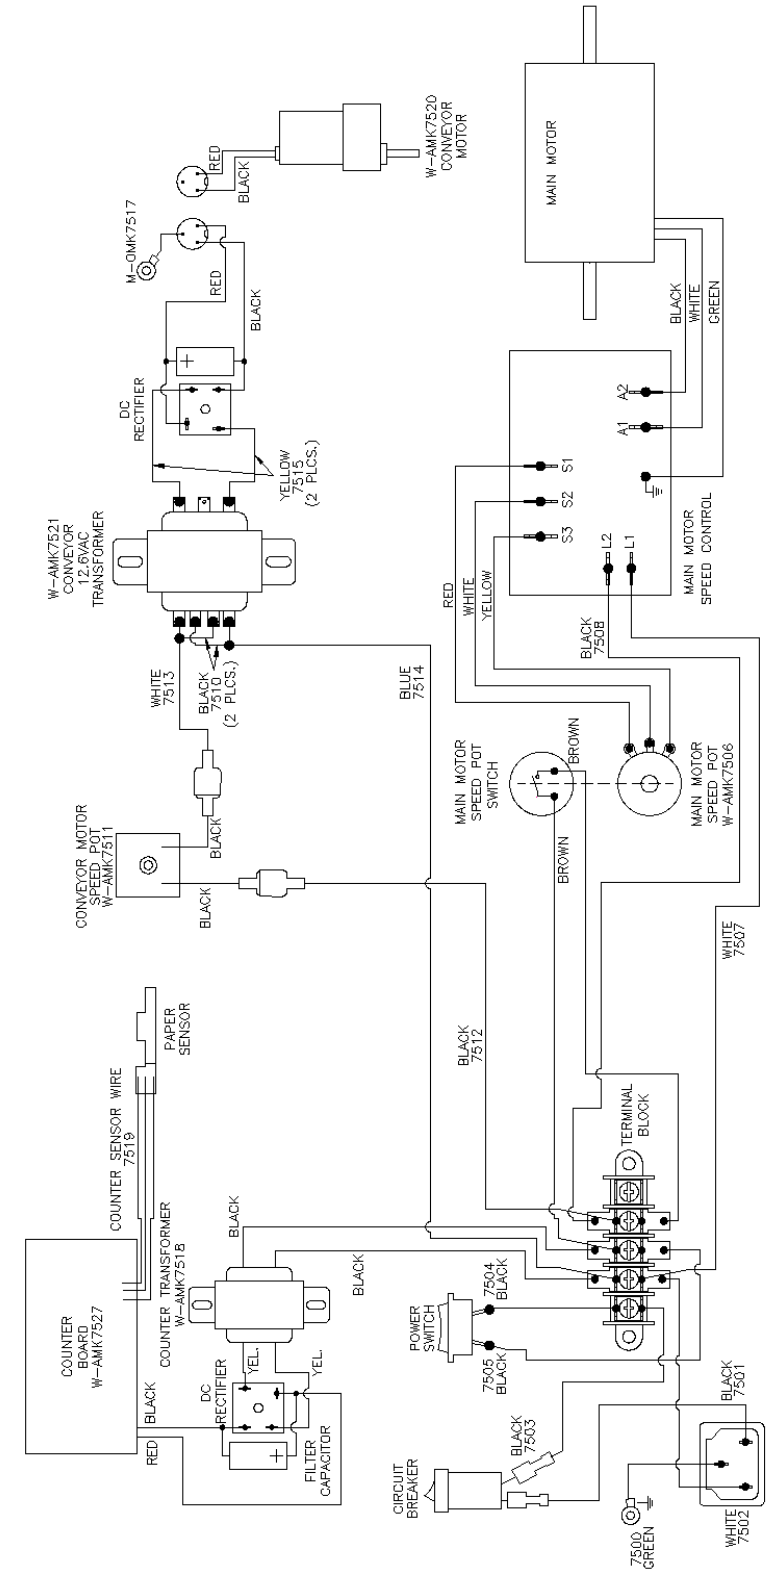 W-AMK7520
CONVEYOR
MOTOR
RED
BLACK
M-OMK7517
RED
BLACK
MAIN MOTOR
BLACK
WHITE
GREEN
DC
RECTIFIER
+
YELLOW
7515
(2 PLCS.)
W-AMK7521
CONVEYOR
12.6VAC
TRANSFORMER
A2
A1
S1
S2
S3
L2
L1
MAIN MOTOR
SPEED CONTROL
RED
WHITE
YELLOW
BLACK
7508
WHITE
7513
BLACK
7510
(2 PLCS.)
BLUE
7514
MAIN MOTOR
SPEED POT
SWITCH
BROWN
BROWN
MAIN MOTOR
SPEED POT
W-AMK7506
CONVEYOR MOTOR
SPEED POT
W-AMK7511
BLACK
BLACK
WHITE
7507
BLACK
7512
PAPER
SENSOR
COUNTER SENSOR WIRE
7519
TERMINAL
BLOCK
COUNTER
BOARD
W-AMK7527
COUNTER TRANSFORMER
W-AMK7518
BLACK
BLACK
YEL.
YEL.
BLACK
RED
DC
RECTIFIER
+
FILTER
CAPACITOR
POWER
SWITCH
7504
BLACK
7505
BLACK
CIRCUIT
BREAKER
BLACK
7503
BLACK
7501
7500
GREEN
WHITE
7502